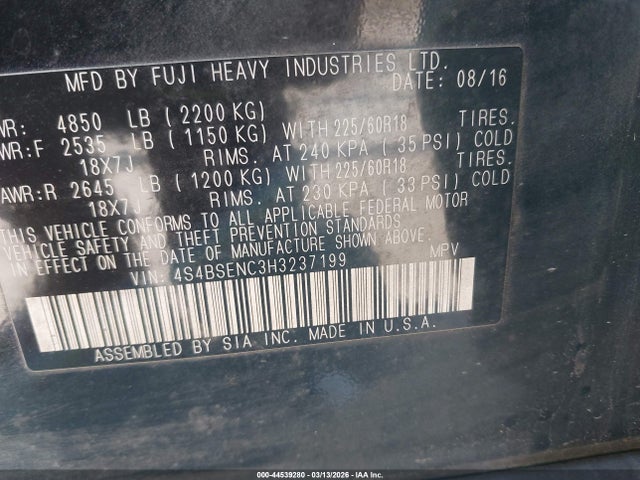 MFD BY FUJI HEAVY INDUSTRIES LTD.
DATE: 08/16
WR: 4850 LB (2200 KG)
WR:F 2535 LB (1150 KG) WITH 225/60R18 TIRES.
18X7J RIMS. AT 240 KPA (35 PSI) COLD
AWR:R 2645 LB (1200 KG) WITH 225/60R18 TIRES.
18X7J RIMS. AT 230 KPA (33 PSI) COLD
THIS VEHICLE CONFORMS TO ALL APPLICABLE FEDERAL MOTOR
VEHICLE SAFETY AND THEFT PREVENTION STANDARDS
IN EFFECT ON THE DATE OF MANUFACTURE SHOWN ABOVE.
VIN: 4S4BSENC3H3237199 MPV
ASSEMBLED BY SIA INC. MADE IN U.S.A.
000-44539280 - 03/13/2026 - IAA Inc.